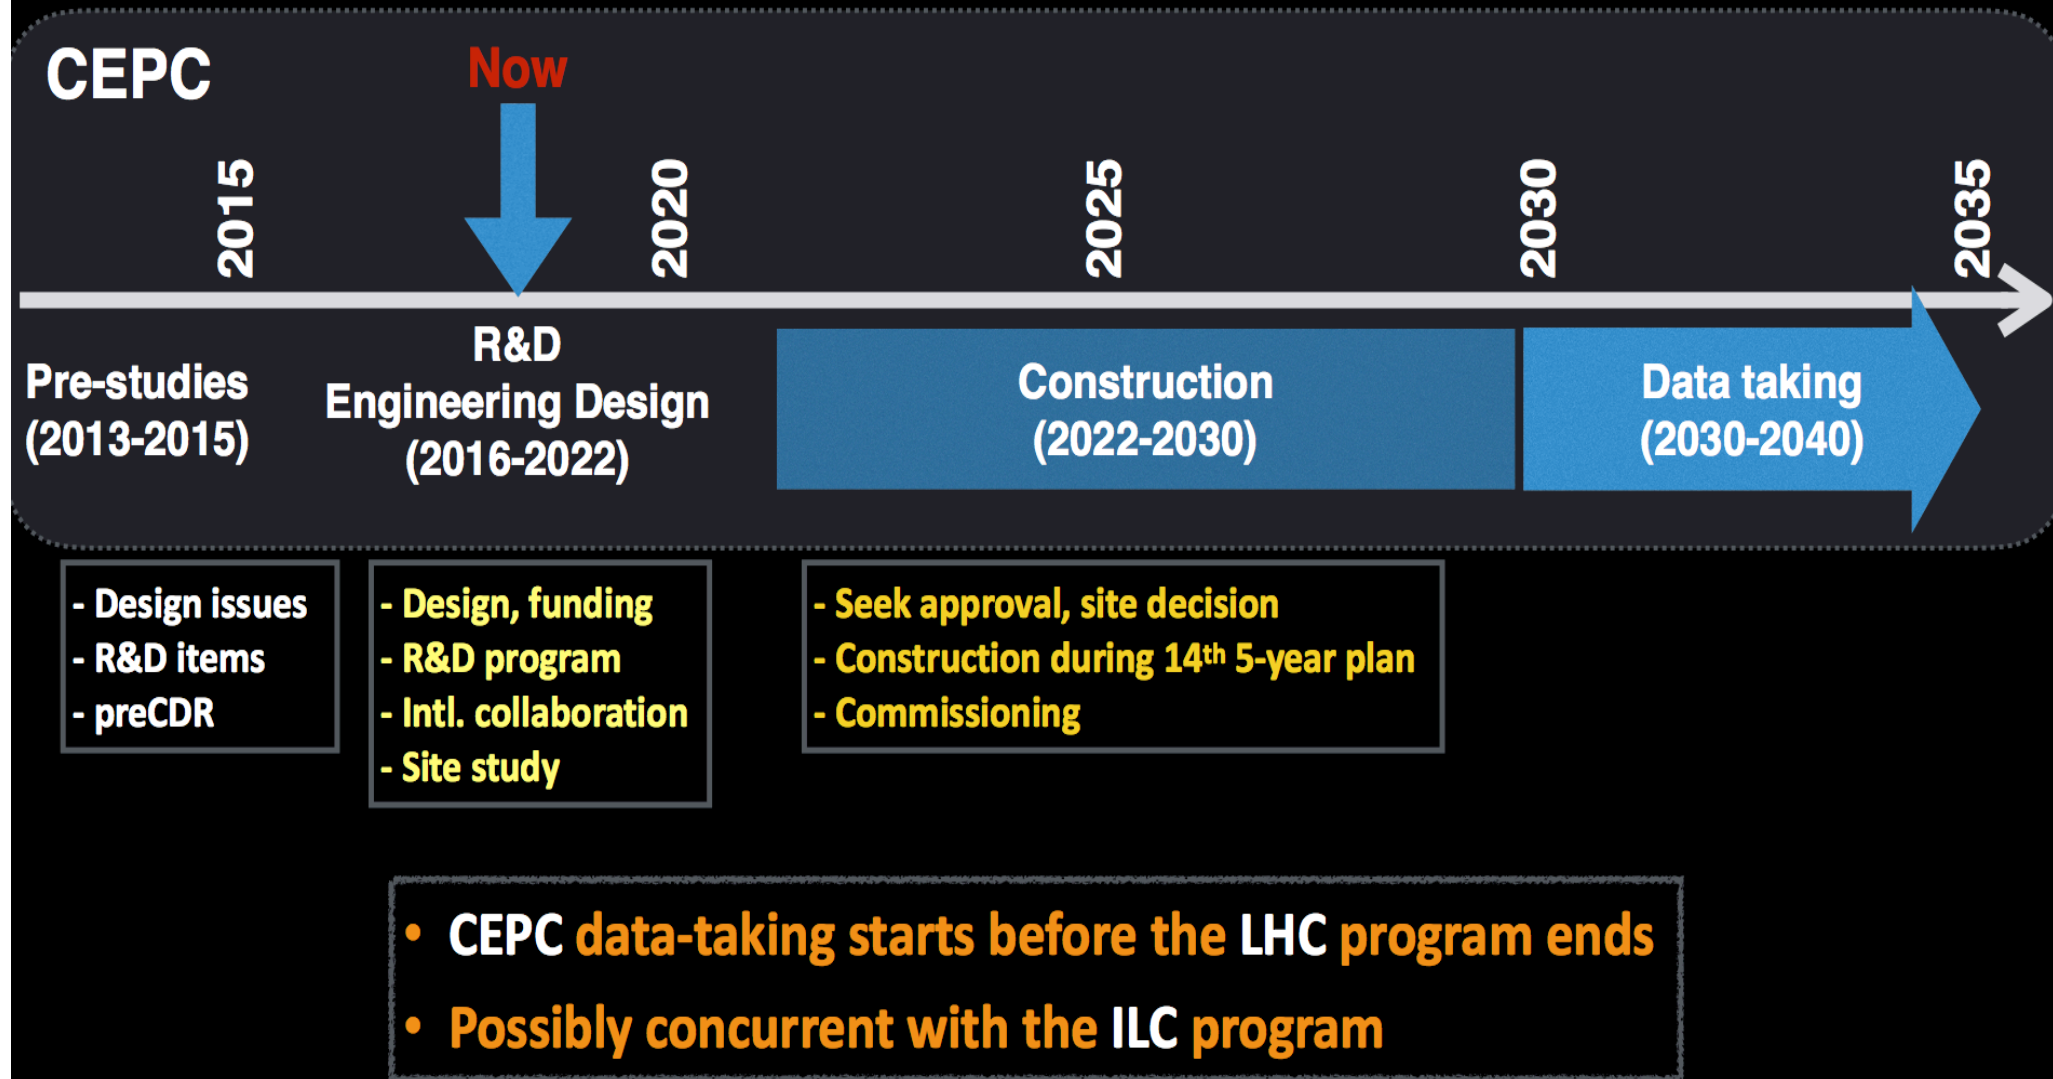 CEPC
Now
2015
2020
2025
2030
2035
Pre-studies
(2013-2015)
R&D
Engineering Design
(2016-2022)
Construction
(2022-2030)
Data taking
(2030-2040)
- Design issues
- R&D items
- preCDR
- Design, funding
- R&D program
- Intl. collaboration
- Site study
- Seek approval, site decision
- Construction during 14th 5-year plan
- Commissioning
• CEPC data-taking starts before the LHC program ends
• Possibly concurrent with the ILC program